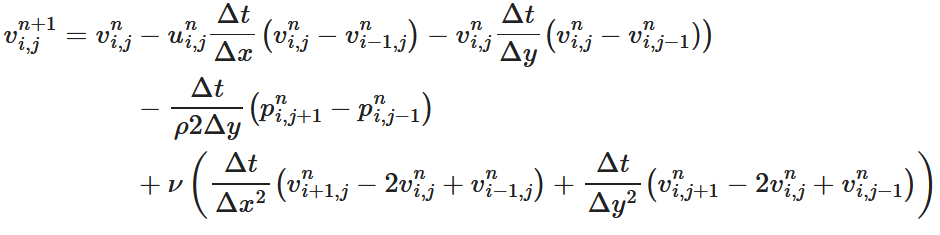 v_{i,j}^{n+1} = v_{i,j}^{n} - u_{i,j}^{n} \frac{\Delta t}{\Delta x} \left( v_{i,j}^{n} - v_{i-1,j}^{n} \right) - v_{i,j}^{n} \frac{\Delta t}{\Delta y} \left( v_{i,j}^{n} - v_{i,j-1}^{n} ) \right)
- \frac{\Delta t}{\rho 2 \Delta y} \left( p_{i,j+1}^{n} - p_{i,j-1}^{n} \right)
+ \nu \left( \frac{\Delta t}{\Delta x^2} \left( v_{i+1,j}^{n} - 2v_{i,j}^{n} + v_{i-1,j}^{n} \right) + \frac{\Delta t}{\Delta y^2} \left( v_{i,j+1}^{n} - 2v_{i,j}^{n} + v_{i,j-1}^{n} \right) \right)